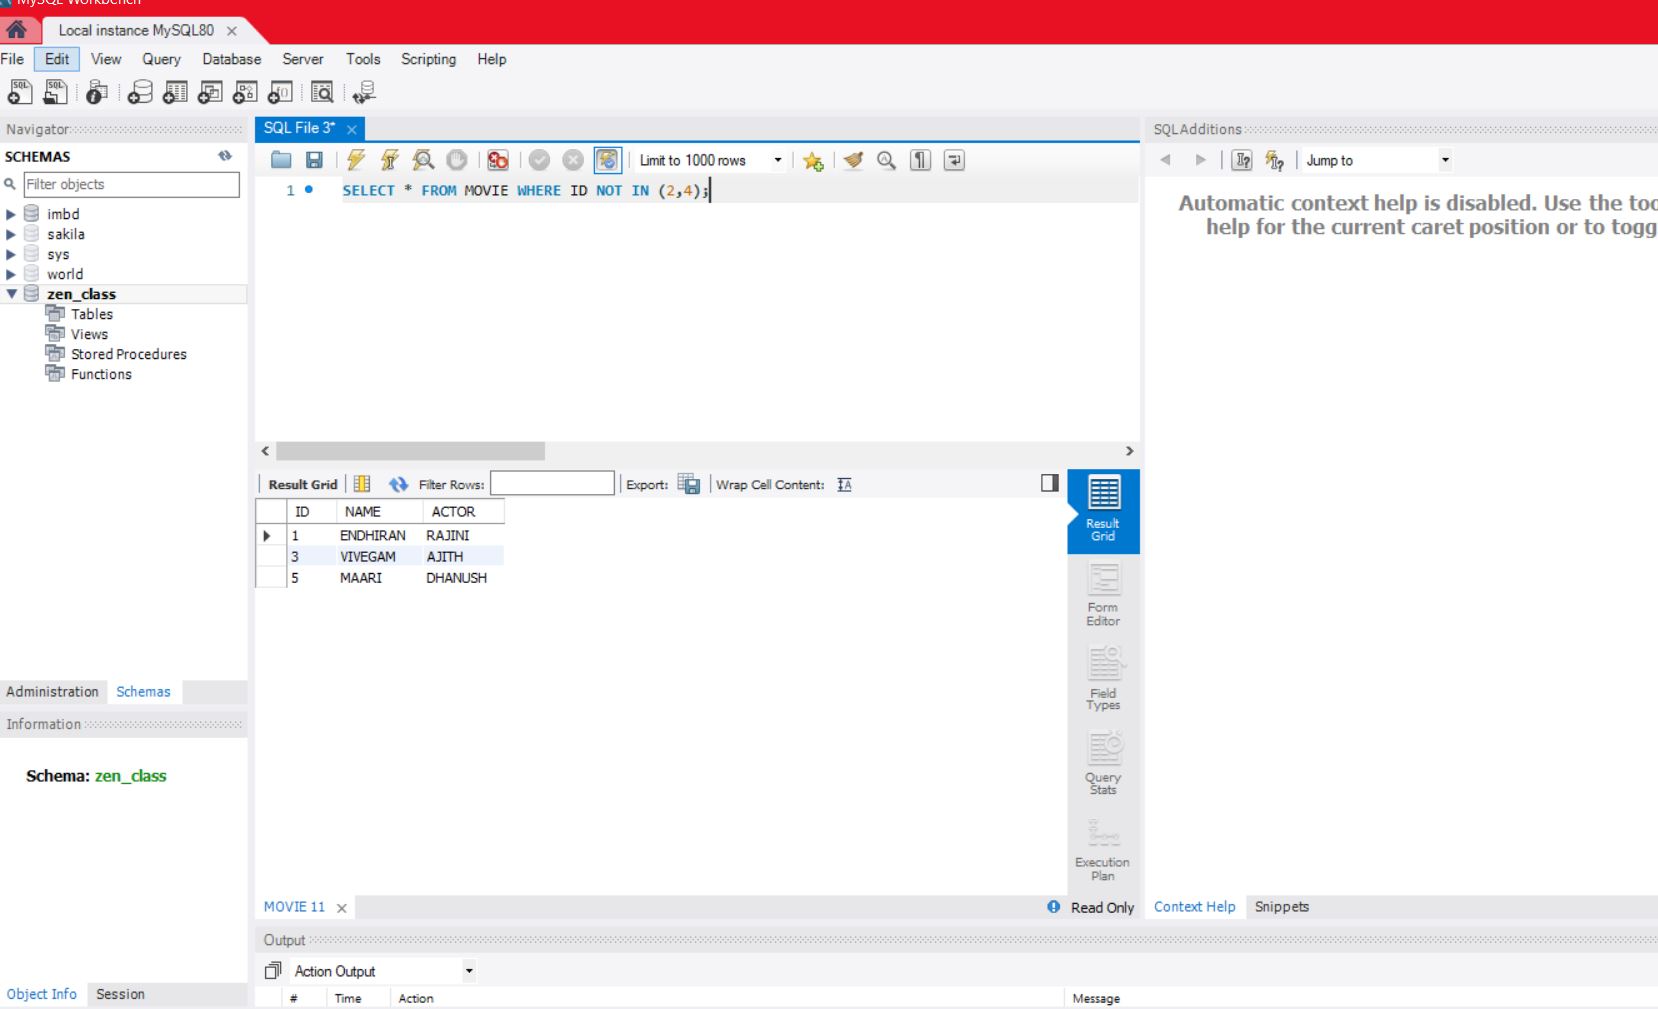 MySQL Workbench
Local instance MySQL80
File Edit View Query Database Server Tools Scripting Help
Navigator
SCHEMAS
Filter objects
imbd
sakila
sys
world
zen_class
Tables
Views
Stored Procedures
Functions
Administration Schemas
Information
Schema: zen_class
Object Info Session
SQL File 3*
Limit to 1000 rows
1 SELECT * FROM MOVIE WHERE ID NOT IN (2,4);
Result Grid Filter Rows: Export: Wrap Cell Content:
ID NAME ACTOR
1 ENDHIRAN RAJINI
3 VIVEGAM AJITH
5 MAARI DHANUSH
Result
Grid
Form
Editor
Field
Types
Query
Stats
Execution
Plan
MOVIE 11
Read Only
SQLAdditions
Jump to
Automatic context help is disabled. Use the too
help for the current caret position or to togg
Context Help Snippets
Output
Action Output
# Time Action Message